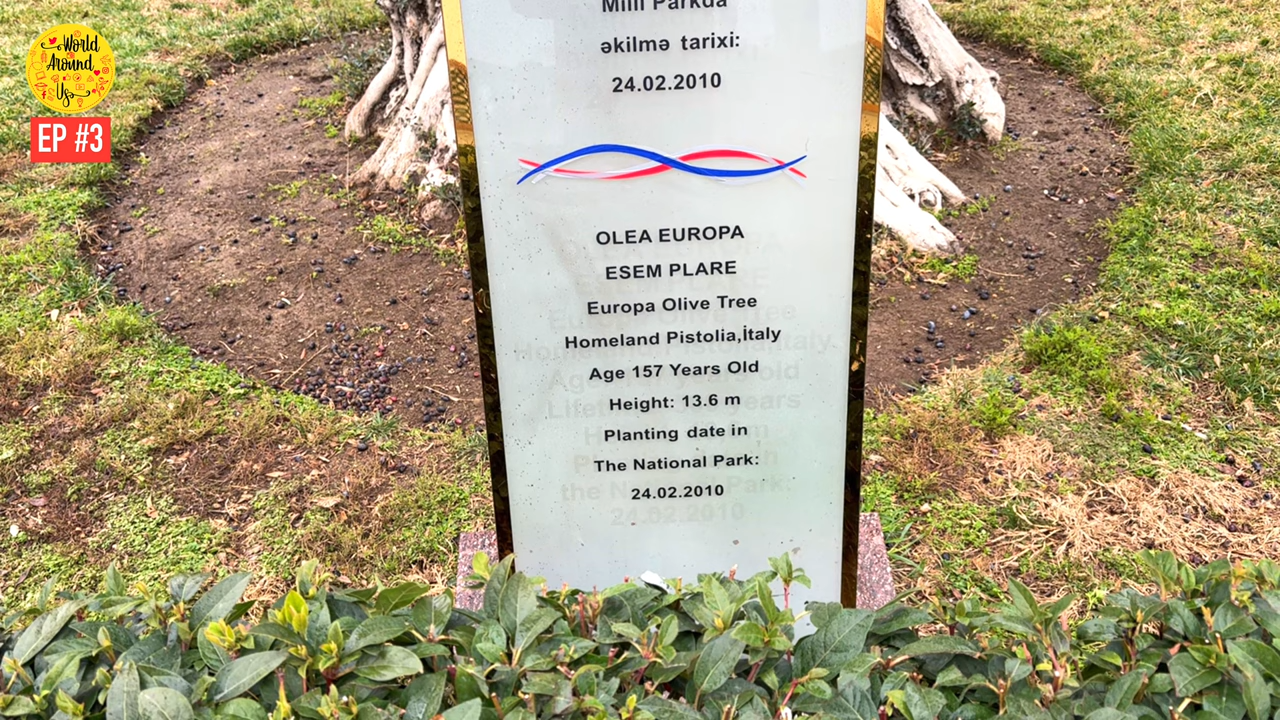 World
Around
Us
EP #3
Milli Parkda
əkilmə tarixi:
24.02.2010
OLEA EUROPA
ESEM PLARE
Europa Olive Tree
Homeland Pistolia,İtaly
Age 157 Years Old
Height: 13.6 m
Planting date in
The National Park:
24.02.2010